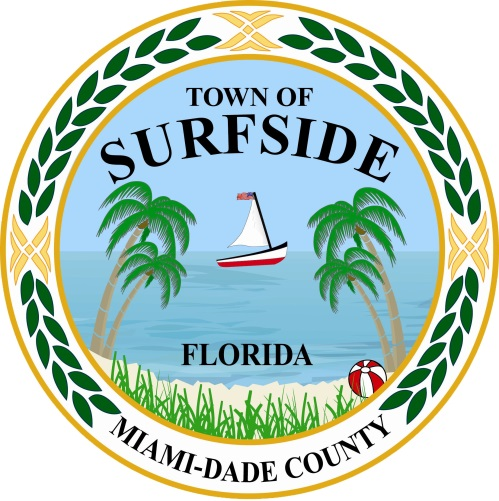 TOWN OF
SURFSIDE
FLORIDA
MIAMI-DADE COUNTY